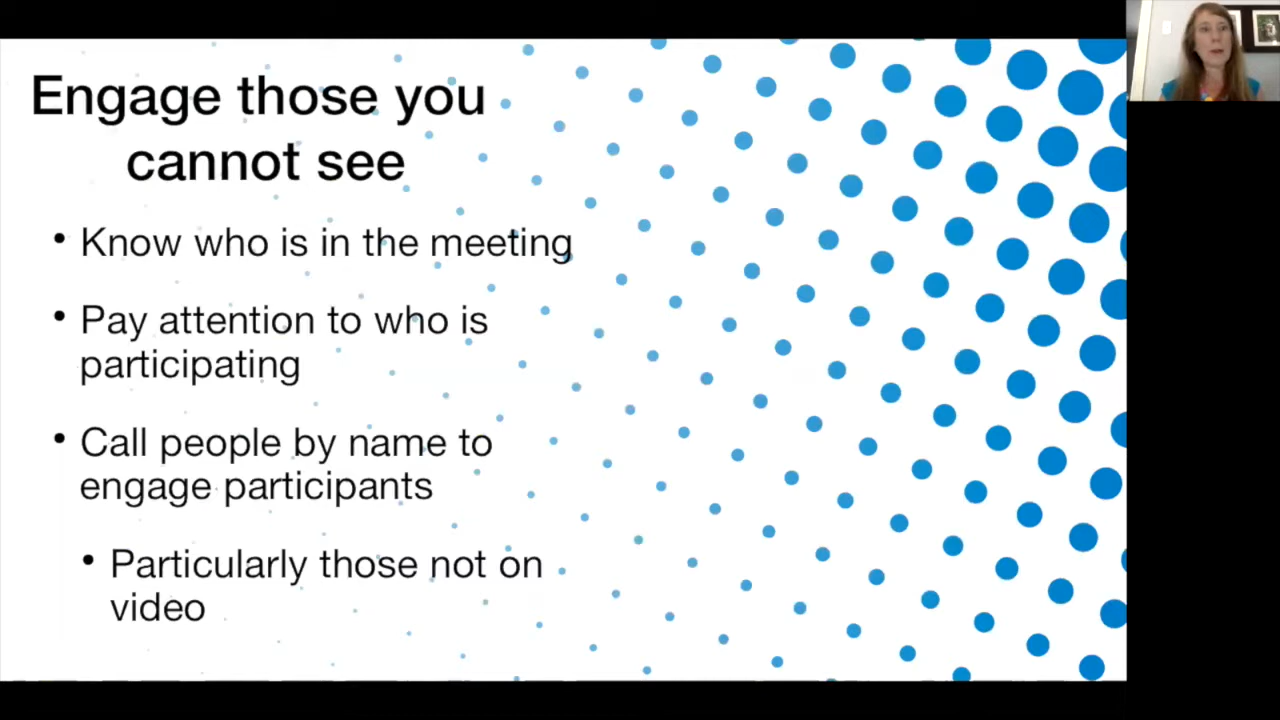 Engage those you
cannot see
• Know who is in the meeting
• Pay attention to who is
participating
• Call people by name to
engage participants
• Particularly those not on
video